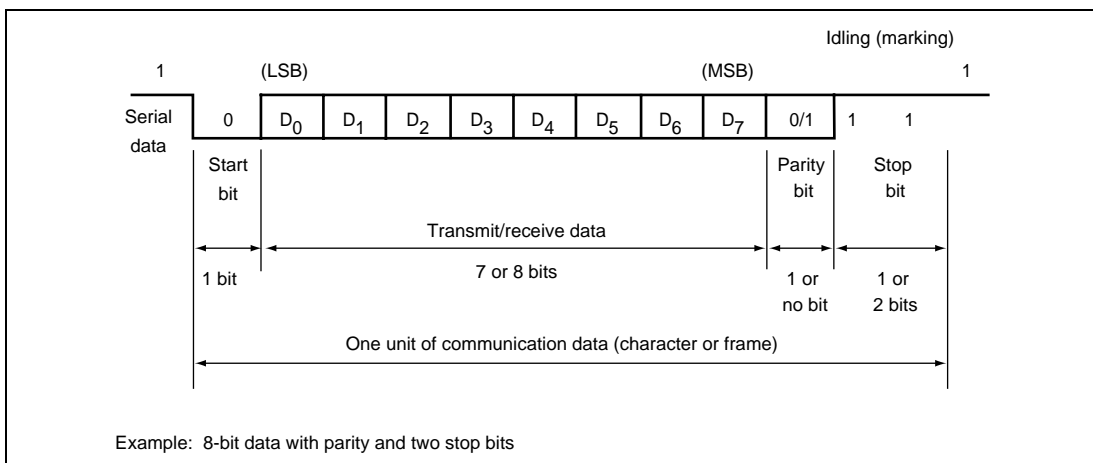 Idling (marking)
1 (LSB) (MSB) 1
Serial data
0 D0 D1 D2 D3 D4 D5 D6 D7 0/1 1 1
Start bit
Parity bit
Stop bit
Transmit/receive data
1 bit
7 or 8 bits
1 or no bit
1 or 2 bits
One unit of communication data (character or frame)
Example: 8-bit data with parity and two stop bits